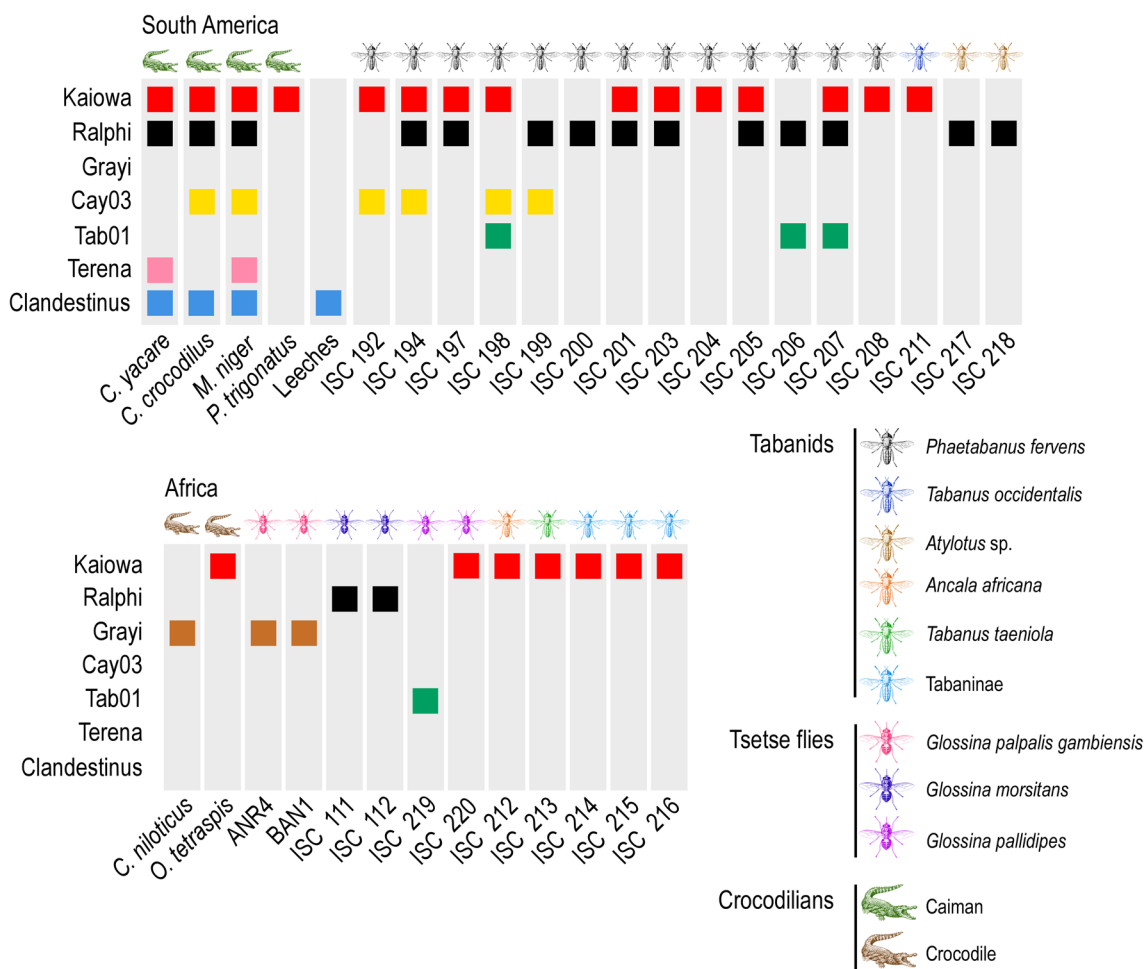 South America
Kaiowa
Ralphi
Grayi
Cay03
Tab01
Terena
Clandestinus
C. yacare
C. crocodilus
M. niger
P. trigonatus
Leeches
ISC 192
ISC 194
ISC 197
ISC 198
ISC 199
ISC 200
ISC 201
ISC 203
ISC 204
ISC 205
ISC 206
ISC 207
ISC 208
ISC 211
ISC 217
ISC 218
Africa
Kaiowa
Ralphi
Grayi
Cay03
Tab01
Terena
Clandestinus
C. niloticus
O. tetraspis
ANR4
BAN1
ISC 111
ISC 112
ISC 219
ISC 220
ISC 212
ISC 213
ISC 214
ISC 215
ISC 216
Tabanids
Phaetabanus fervens
Tabanus occidentalis
Atylotus sp.
Ancala africana
Tabanus taeniola
Tabaninae
Tsetse flies
Glossina palpalis gambiensis
Glossina morsitans
Glossina pallidipes
Crocodilians
Caiman
Crocodile